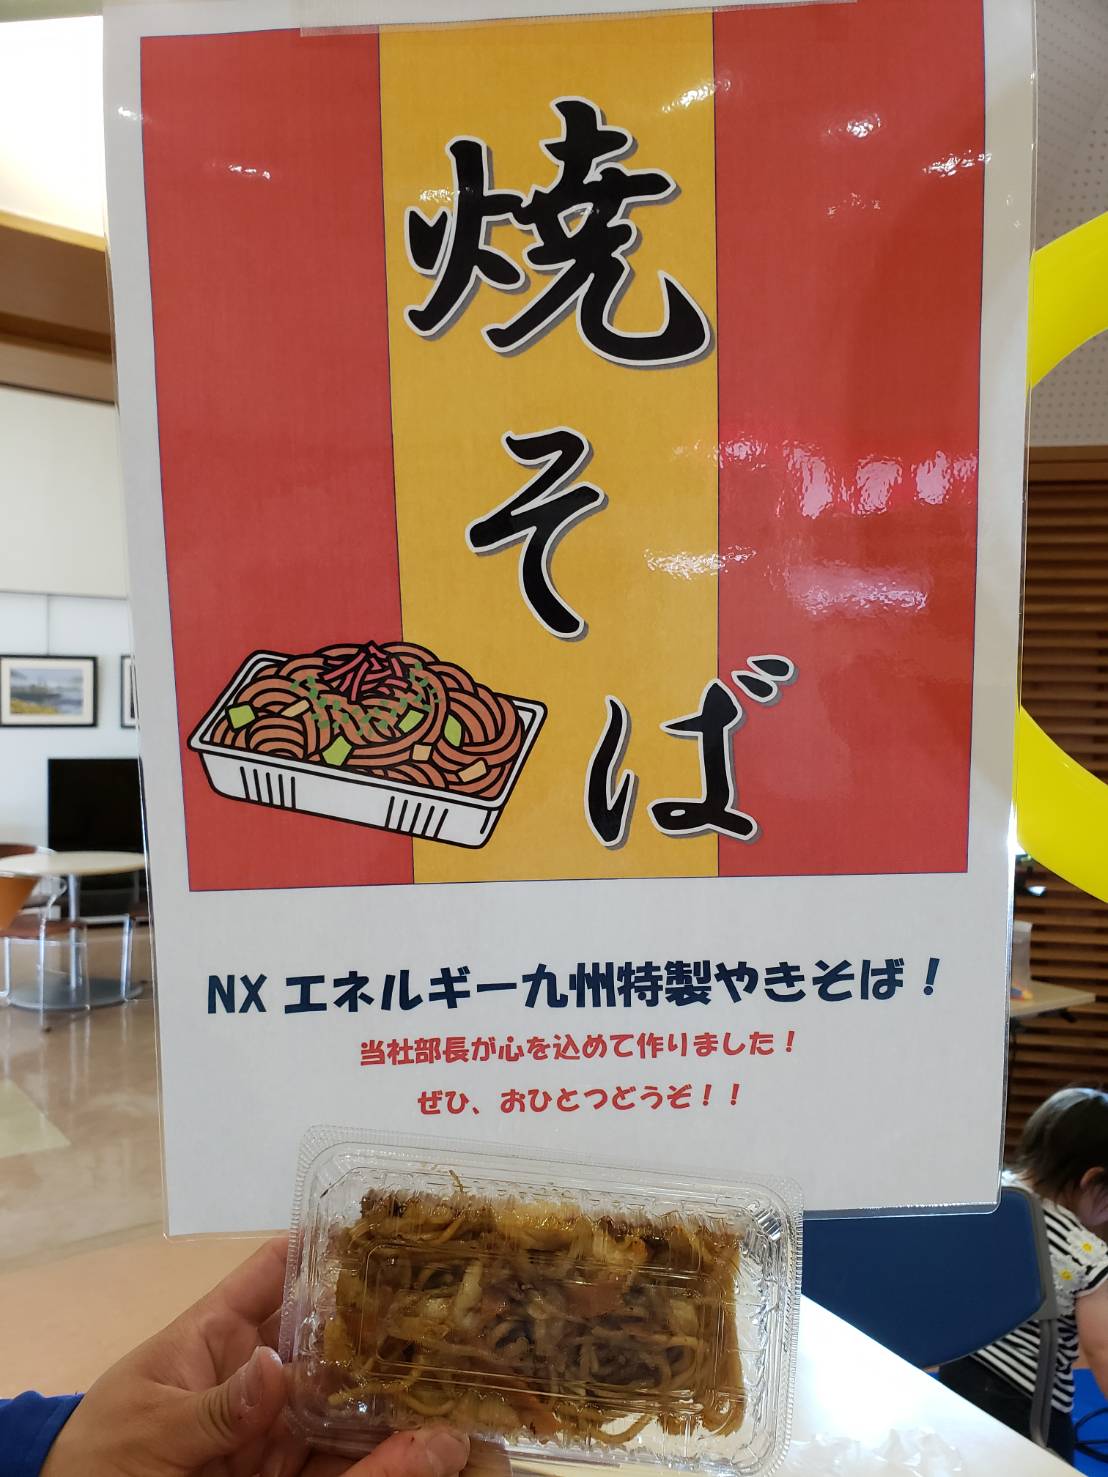 焼そば
NXエネルギー九州特製やきそば！
当社部長が心を込めて作りました！
ぜひ、おひとつどうぞ！！